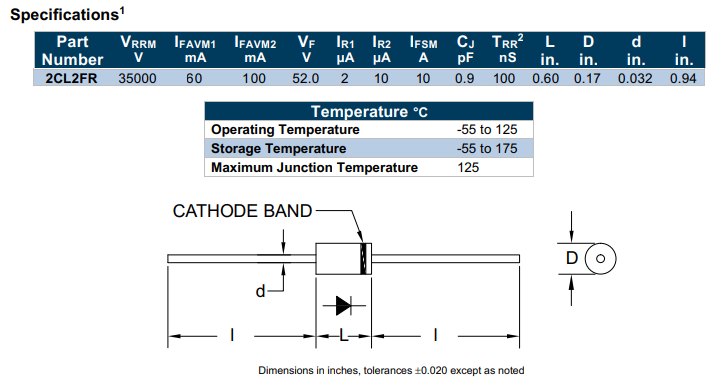 Specifications1
Part Number VRRM V IFAVM1 mA IFAVM2 mA VF V IR1 µA IR2 µA IFSM A CJ pF TRR2 nS L in. D in. d in. l in.
2CL2FR 35000 60 100 52.0 2 10 10 0.9 100 0.60 0.17 0.032 0.94
Temperature °C
Operating Temperature -55 to 125
Storage Temperature -55 to 175
Maximum Junction Temperature 125
CATHODE BAND
D
d
l L l
Dimensions in inches, tolerances ±0.020 except as noted